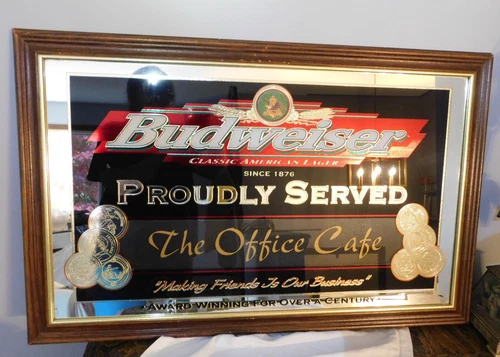 Budweiser
CLASSIC AMERICAN LAGER
SINCE 1876
PROUDLY SERVED
The Office Cafe
"Making Friends Is Our Business"
AWARD WINNING FOR OVER A CENTURY